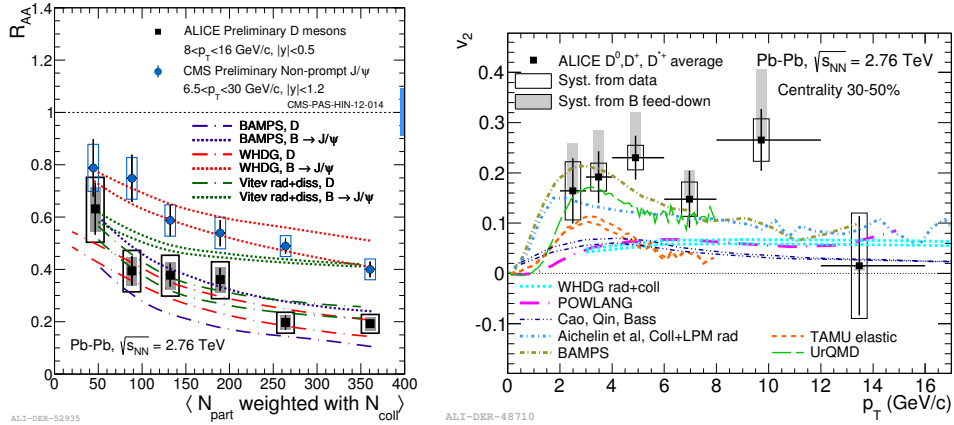 R_AA
1.4
1.2
1
0.8
0.6
0.4
0.2
0
ALICE Preliminary D mesons
8<p_T<16 GeV/c, |y|<0.5
CMS Preliminary Non-prompt J/ψ
6.5<p_T<30 GeV/c, |y|<1.2
CMS-PAS-HIN-12-014
BAMPS, D
BAMPS, B → J/ψ
WHDG, D
WHDG, B → J/ψ
Vitev rad+diss, D
Vitev rad+diss, B → J/ψ
Pb-Pb, √s_NN = 2.76 TeV
0 50 100 150 200 250 300 350 400
⟨ N_part weighted with N_coll ⟩
ALI-DER-52935
v_2
0.4
0.3
0.2
0.1
0
-0.1
ALICE D^0, D^+, D^*+ average
Syst. from data
Syst. from B feed-down
Pb-Pb, √s_NN = 2.76 TeV
Centrality 30-50%
WHDG rad+coll
POWLANG
Cao, Qin, Bass
Aichelin et al, Coll+LPM rad
BAMPS
TAMU elastic
UrQMD
0 2 4 6 8 10 12 14 16
p_T (GeV/c)
ALI-DER-48710